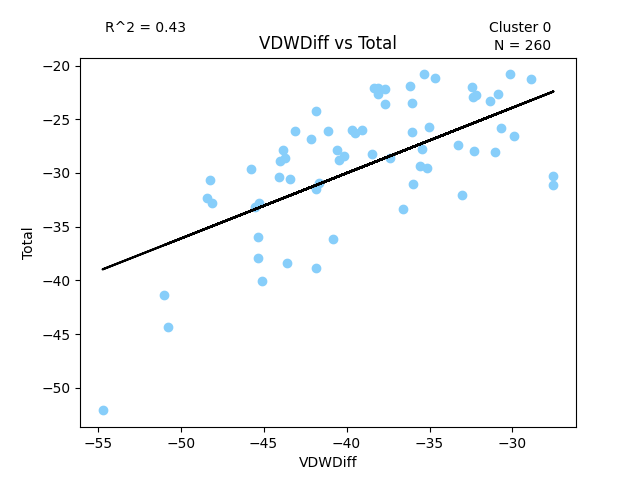 R^2 = 0.43
Cluster 0
N = 260
VDWDiff vs Total
−20
−25
−30
−35
−40
−45
−50
Total
−55
−50
−45
−40
−35
−30
VDWDiff